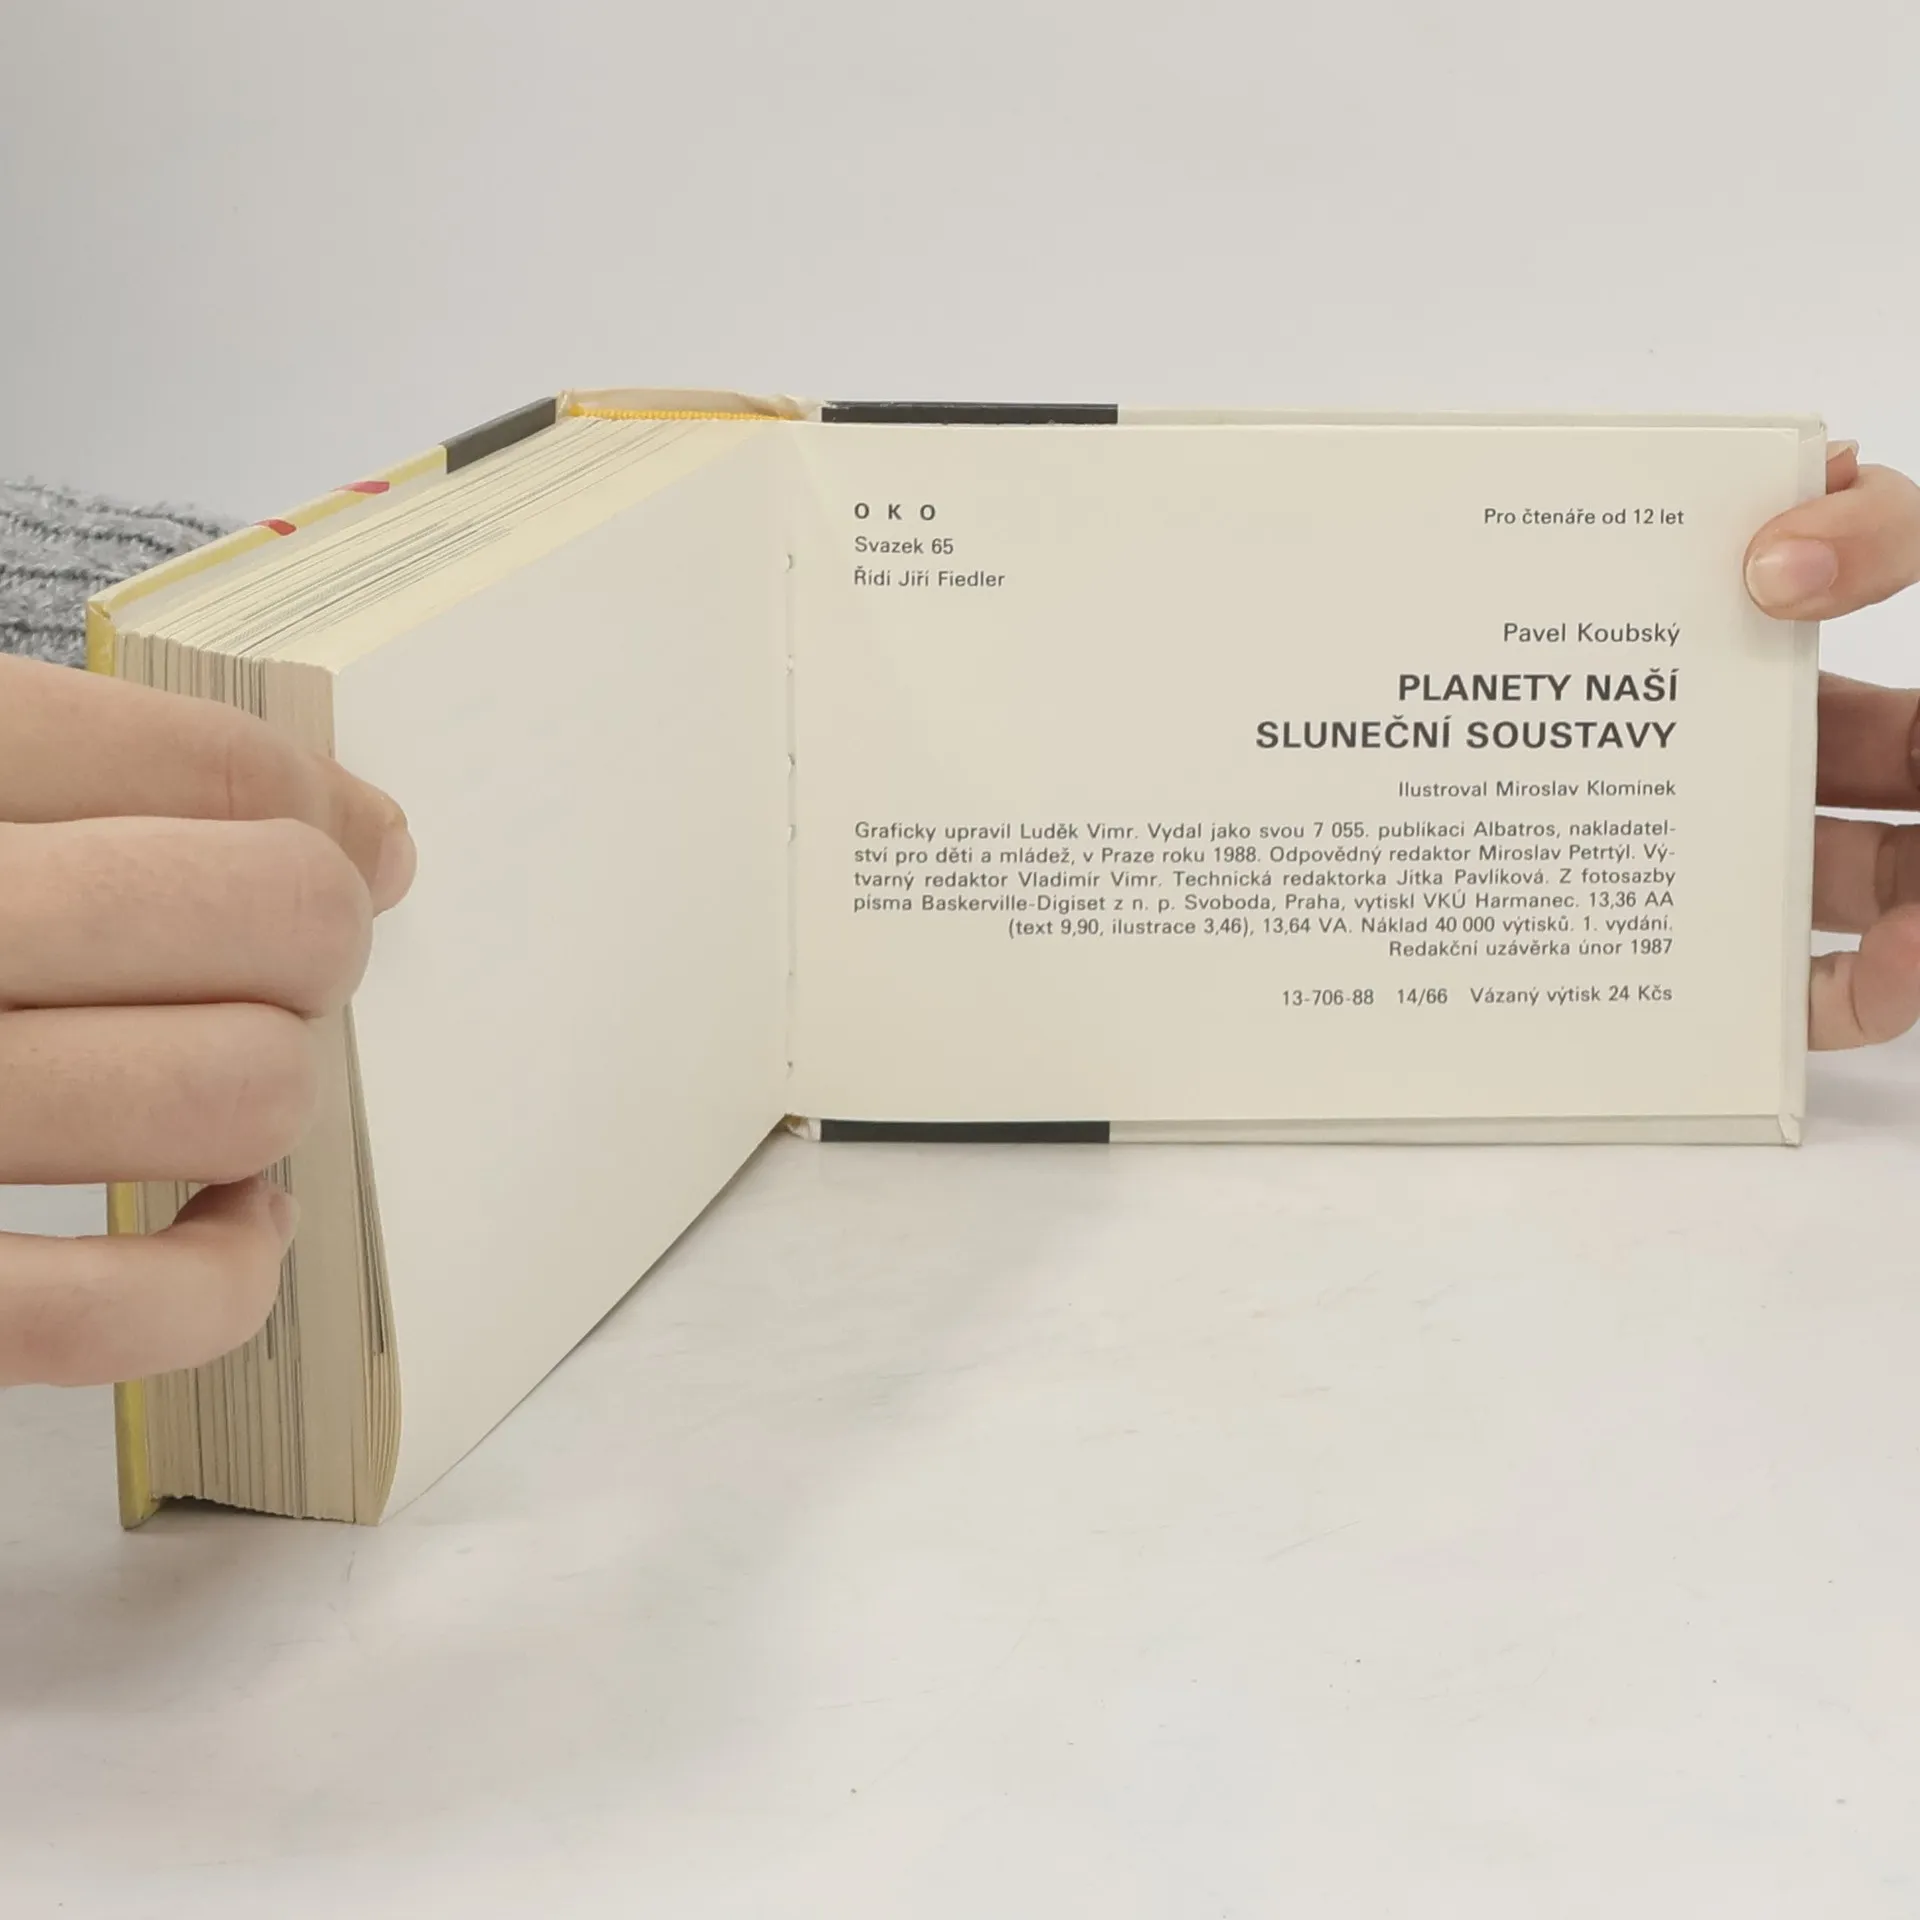 O K O
Svazek 65
Řídí Jiří Fiedler
Pro čtenáře od 12 let
Pavel Koubský
PLANETY NAŠÍ
SLUNEČNÍ SOUSTAVY
Ilustroval Miroslav Klomínek
Graficky upravil Luděk Vimr. Vydal jako svou 7 055. publikaci Albatros, nakladatel-
ství pro děti a mládež, v Praze roku 1988. Odpovědný redaktor Miroslav Petrtýl. Vý-
tvarný redaktor Vladimír Vimr. Technická redaktorka Jitka Pavlíková. Z fotosazby
písma Baskerville-Digiset z n. p. Svoboda, Praha, vytiskl VKÚ Harmanec. 13,36 AA
(text 9,90, ilustrace 3,46), 13,64 VA. Náklad 40 000 výtisků. 1. vydání.
Redakční uzávěrka únor 1987
13-706-88 14/66 Vázaný výtisk 24 Kčs